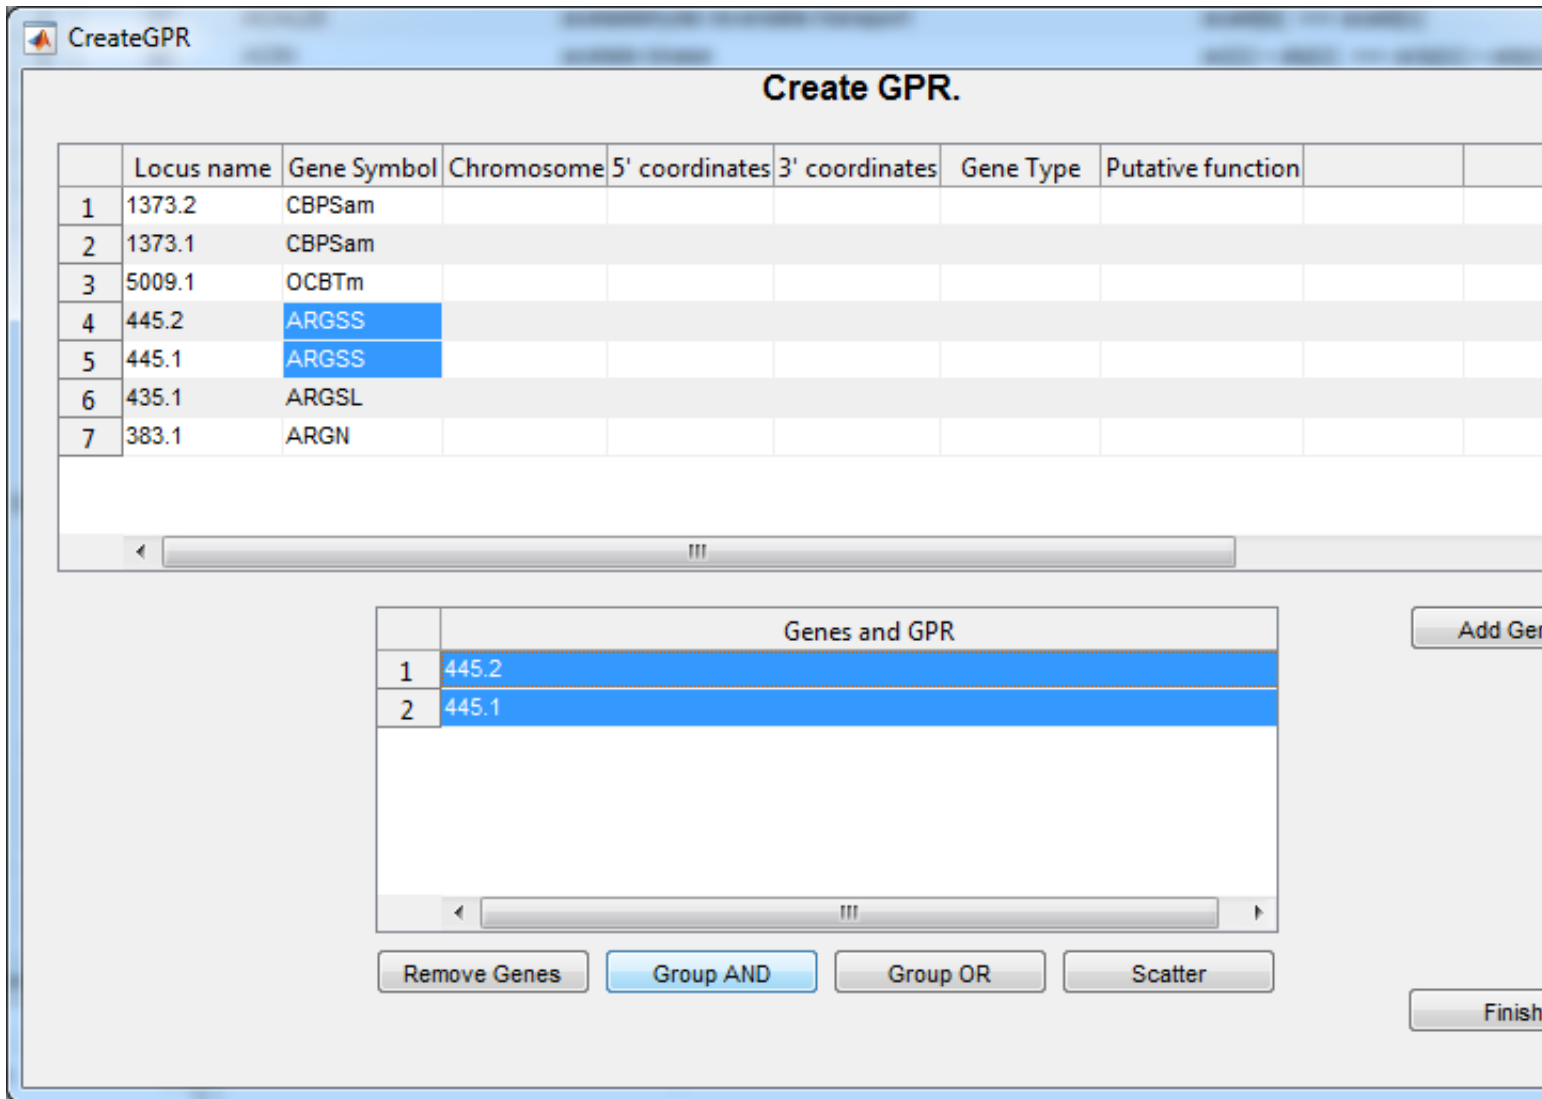 CreateGPR
Create GPR.
Locus name Gene Symbol Chromosome 5' coordinates 3' coordinates Gene Type Putative function
1 1373.2 CBPSam
2 1373.1 CBPSam
3 5009.1 OCBTm
4 445.2 ARGSS
5 445.1 ARGSS
6 435.1 ARGSL
7 383.1 ARGN
Genes and GPR
1 445.2
2 445.1
Add Ger
Remove Genes Group AND Group OR Scatter
Finish